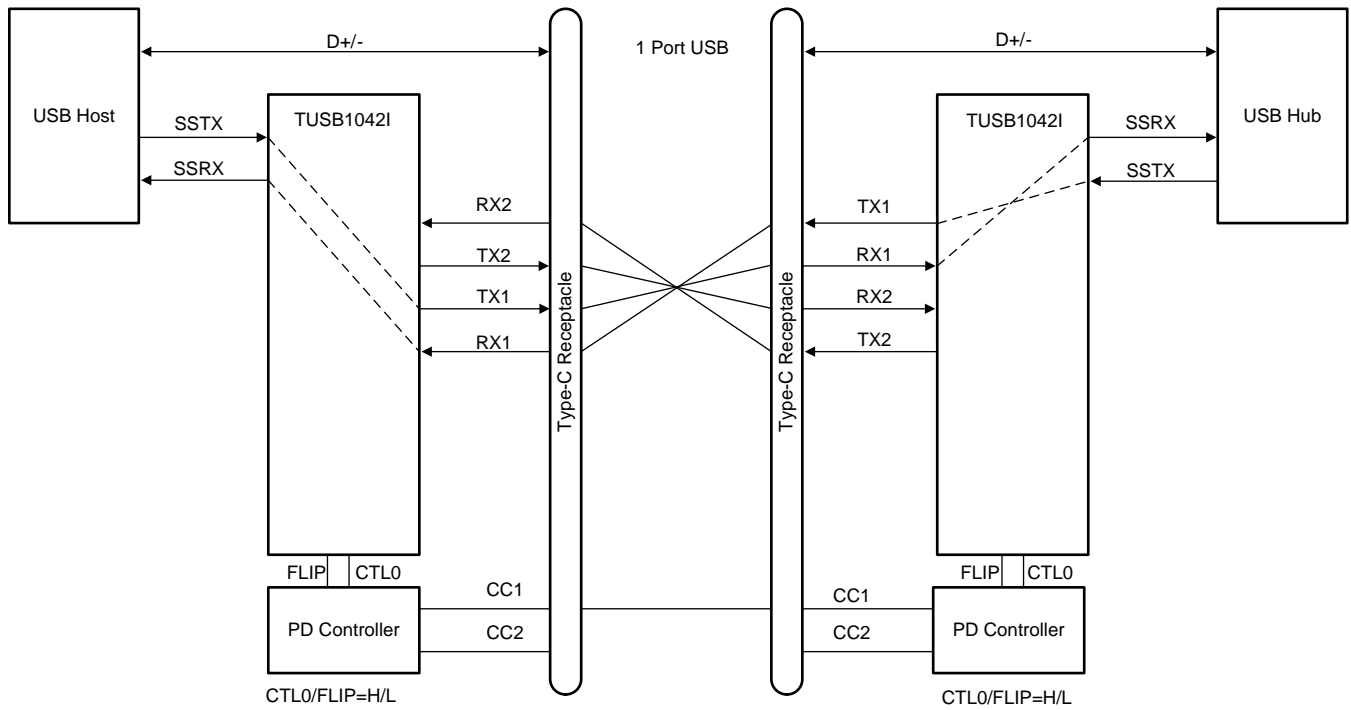 D+/-
1 Port USB
D+/-
USB Host
TUSB1042I
TUSB1042I
USB Hub
SSTX
SSRX
SSRX
SSTX
RX2
TX2
TX1
RX1
TX1
RX1
RX2
TX2
Type-C Receptacle
Type-C Receptacle
FLIP
CTL0
FLIP
CTL0
PD Controller
CC1
CC2
CC1
CC2
PD Controller
CTL0/FLIP=H/L
CTL0/FLIP=H/L